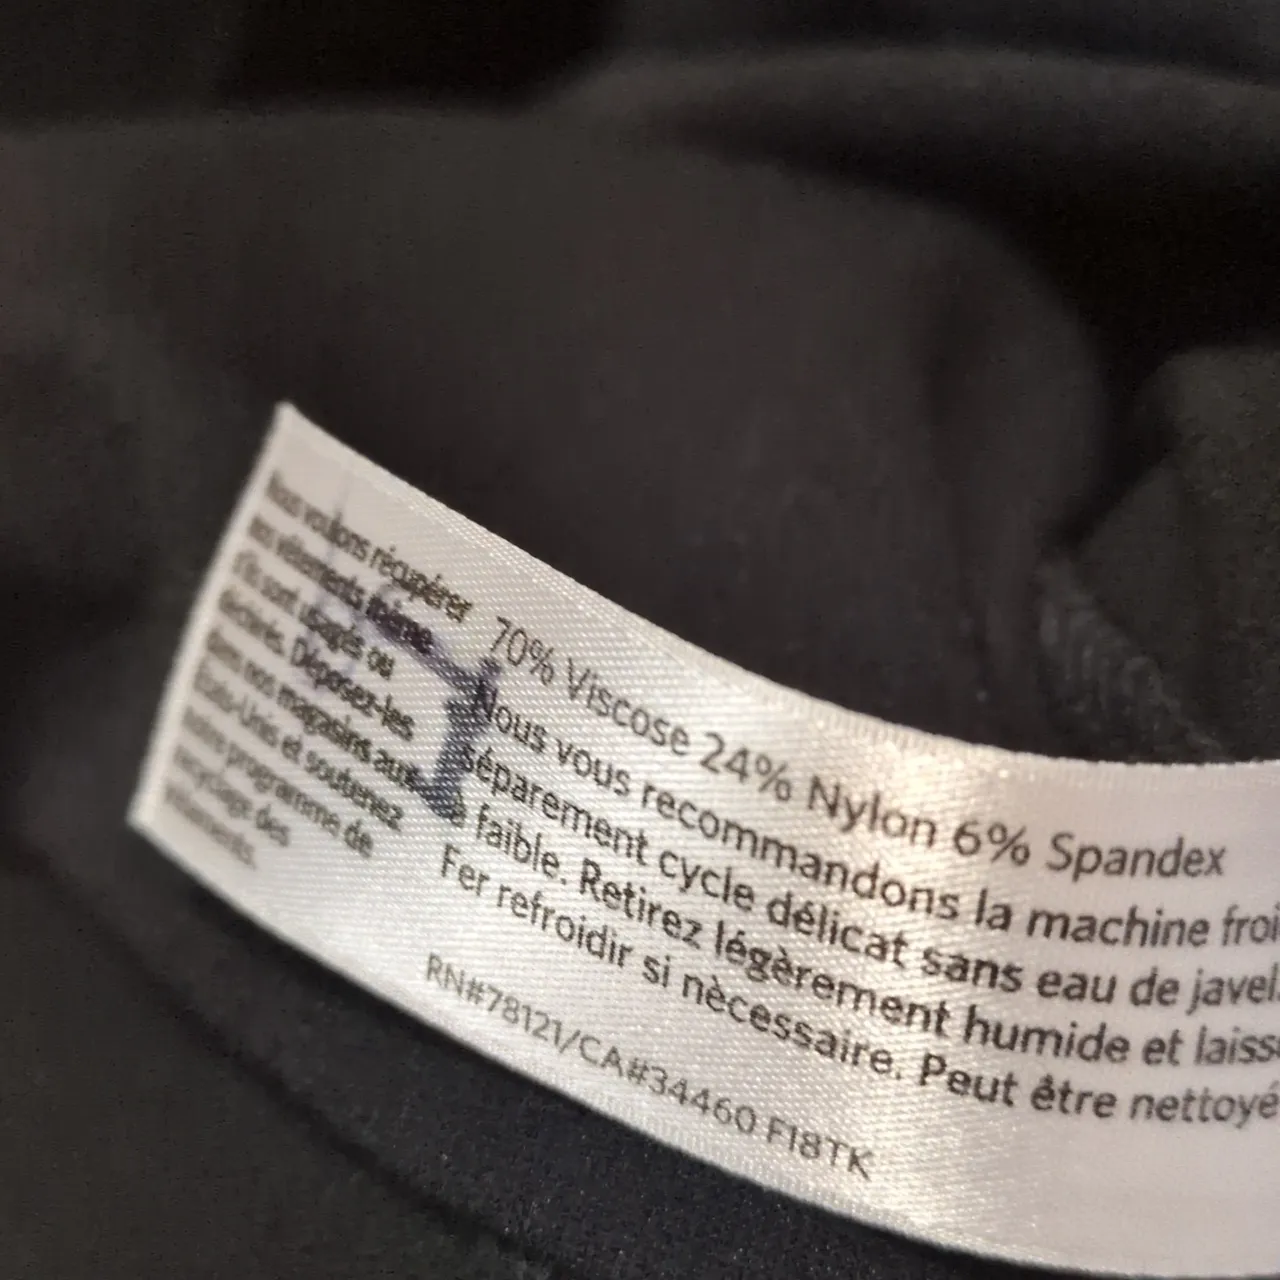 Nous voulons récupérer
vos vêtements même
s'ils sont usagés ou
déchirés. Déposez-les
dans nos magasins aux
États-Unis et soutenez
notre programme de
recyclage des
vêtements.
70% Viscose 24% Nylon 6% Spandex
Nous vous recommandons la machine froi
séparement cycle délicat sans eau de javel
à faible. Retirez légèrement humide et laiss
Fer refroidir si nècessaire. Peut être nettoyé
RN#78121/CA#34460 F18TK